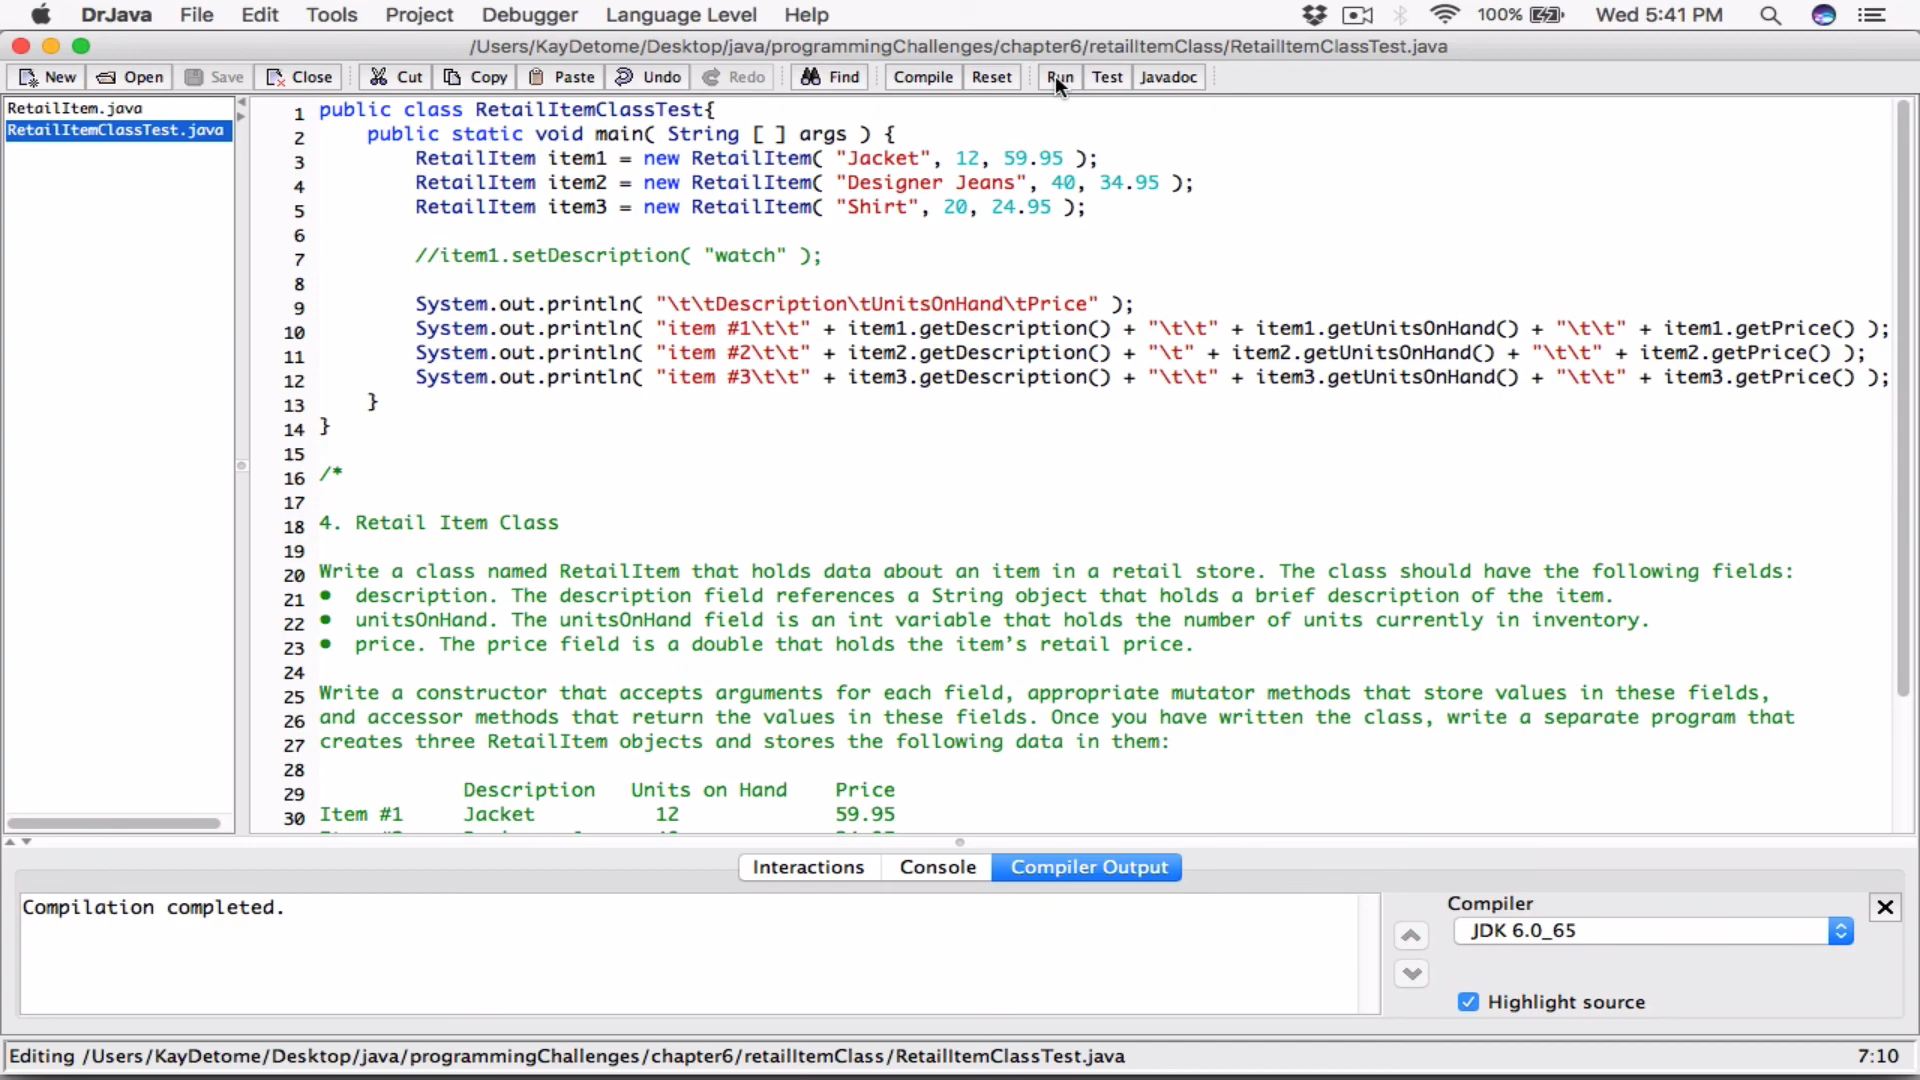 DrJava File Edit Tools Project Debugger Language Level Help 100% Wed 5:41 PM
/Users/KayDetome/Desktop/java/programmingChallenges/chapter6/retailItemClass/RetailItemClassTest.java
New Open Save Close Cut Copy Paste Undo Redo Find Compile Reset Run Test Javadoc
RetailItem.java
RetailItemClassTest.java
1 public class RetailItemClassTest{
2 public static void main( String [ ] args ) {
3 RetailItem item1 = new RetailItem( "Jacket", 12, 59.95 );
4 RetailItem item2 = new RetailItem( "Designer Jeans", 40, 34.95 );
5 RetailItem item3 = new RetailItem( "Shirt", 20, 24.95 );
6
7 //item1.setDescription( "watch" );
8
9 System.out.println( "\t\tDescription\tUnitsOnHand\tPrice" );
10 System.out.println( "item #1\t\t" + item1.getDescription() + "\t\t" + item1.getUnitsOnHand() + "\t\t" + item1.getPrice() );
11 System.out.println( "item #2\t\t" + item2.getDescription() + "\t" + item2.getUnitsOnHand() + "\t\t" + item2.getPrice() );
12 System.out.println( "item #3\t\t" + item3.getDescription() + "\t\t" + item3.getUnitsOnHand() + "\t\t" + item3.getPrice() );
13 }
14 }
15
16 /*
17
18 4. Retail Item Class
19
20 Write a class named RetailItem that holds data about an item in a retail store. The class should have the following fields:
21 • description. The description field references a String object that holds a brief description of the item.
22 • unitsOnHand. The unitsOnHand field is an int variable that holds the number of units currently in inventory.
23 • price. The price field is a double that holds the item’s retail price.
24
25 Write a constructor that accepts arguments for each field, appropriate mutator methods that store values in these fields,
26 and accessor methods that return the values in these fields. Once you have written the class, write a separate program that
27 creates three RetailItem objects and stores the following data in them:
28
29 Description Units on Hand Price
30 Item #1 Jacket 12 59.95
Interactions Console Compiler Output
Compilation completed.
Compiler
JDK 6.0_65
Highlight source
Editing /Users/KayDetome/Desktop/java/programmingChallenges/chapter6/retailItemClass/RetailItemClassTest.java 7:10